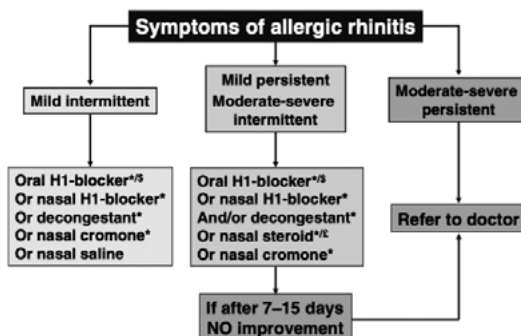 Symptoms of allergic rhinitis
Mild intermittent
Mild persistent
Moderate-severe
intermittent
Moderate-severe
persistent
Oral H1-blocker*/$
Or nasal H1-blocker*
Or decongestant*
Or nasal cromone*
Or nasal saline
Oral H1-blocker*/$
Or nasal H1-blocker*
And/or decongestant*
Or nasal steroid*/£
Or nasal cromone*
Refer to doctor
If after 7–15 days
NO improvement